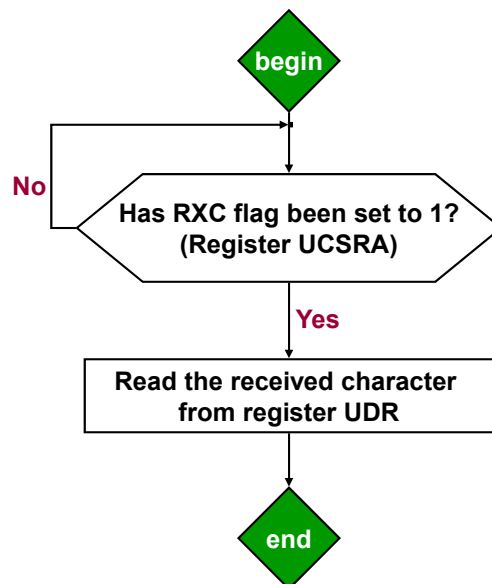 begin
No
Has RXC flag been set to 1?
(Register UCSRA)
Yes
Read the received character
from register UDR
end